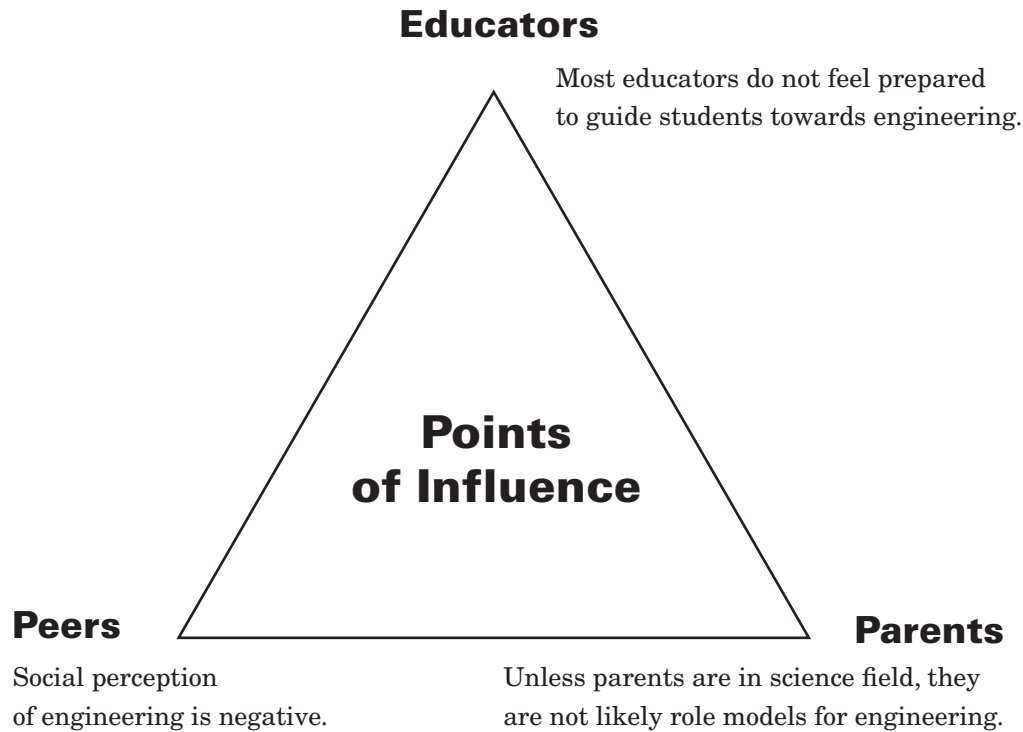 Educators
Most educators do not feel prepared
to guide students towards engineering.
Points
of Influence
Peers
Social perception
of engineering is negative.
Parents
Unless parents are in science field, they
are not likely role models for engineering.